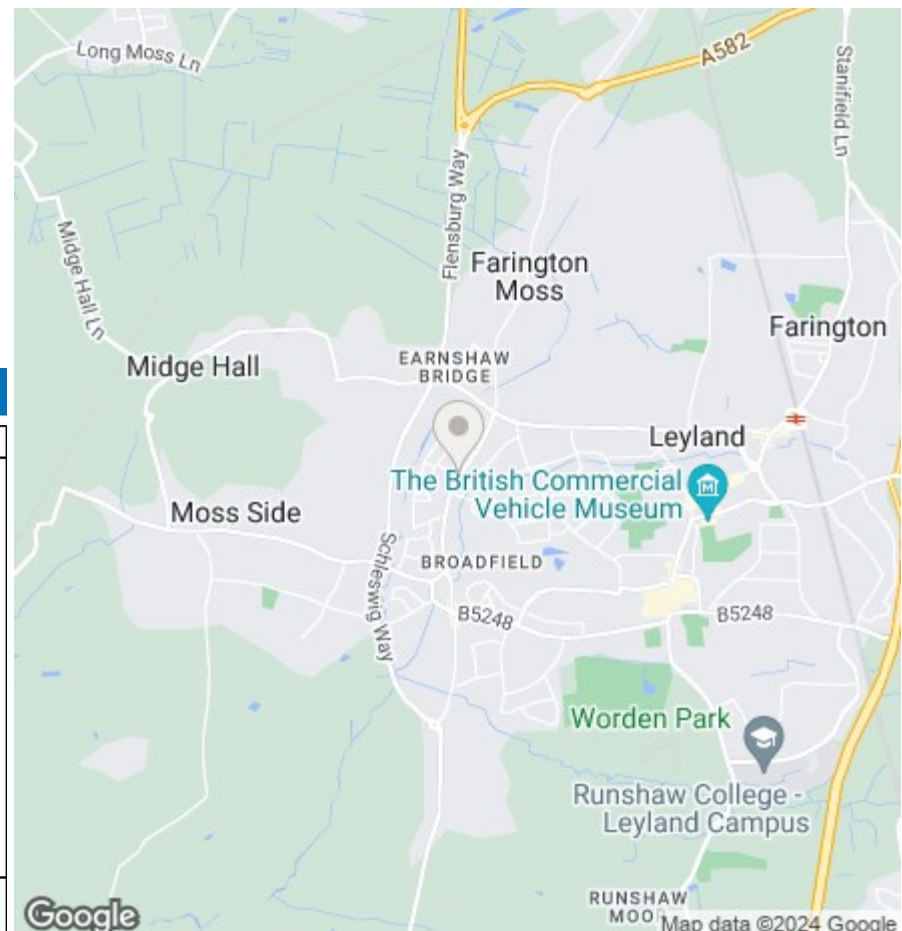 Long Moss Ln
A582
Stanifield Ln
Flensburg Way
Midge Hall Ln
Farington
Moss
Farington
Midge Hall
EARNSHAW
BRIDGE
Leyland
The British Commercial
Vehicle Museum
Moss Side
Schleswig Way
BROADFIELD
B5248
B5248
Worden Park
Runshaw College -
Leyland Campus
RUNSHAW
MOOR
Google
Map data ©2024 Google